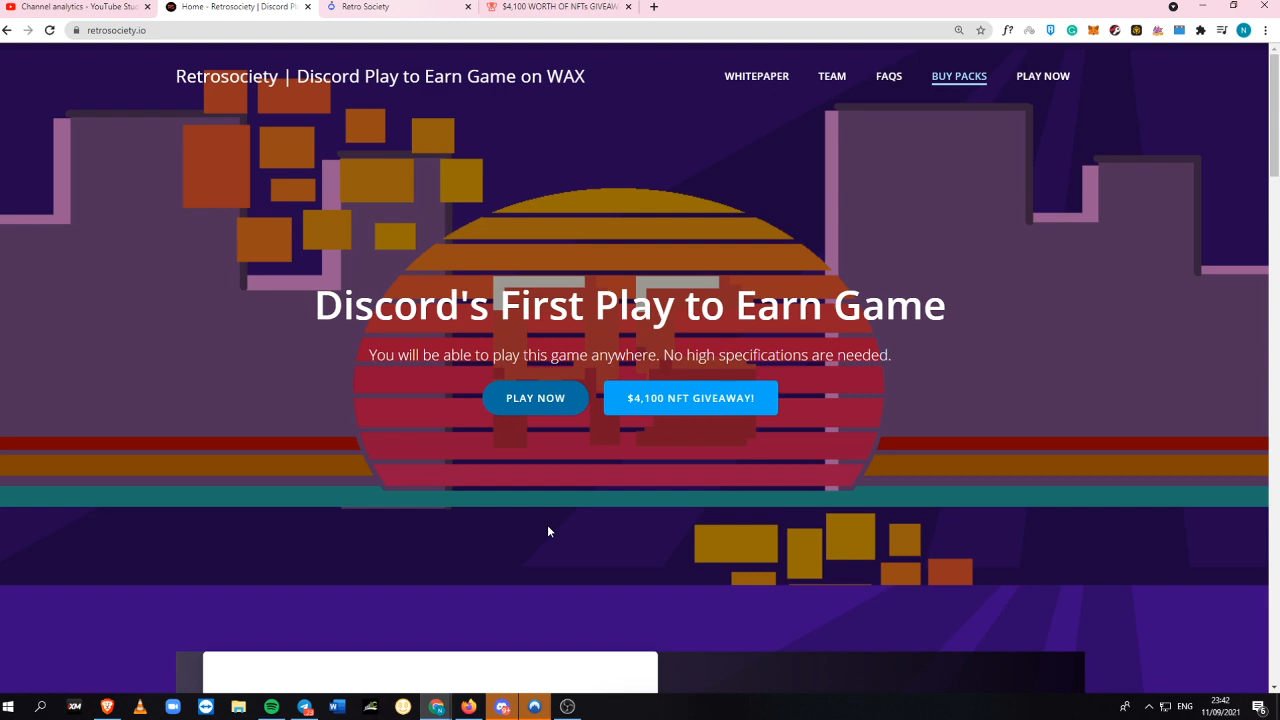 Channel analytics - YouTube Stud
Home - Retrosociety | Discord Pl
Retro Society
$4,100 WORTH OF NFTs GIVEAW
retrosociety.io
Retrosociety | Discord Play to Earn Game on WAX
WHITEPAPER
TEAM
FAQS
BUY PACKS
PLAY NOW
Discord's First Play to Earn Game
You will be able to play this game anywhere. No high specifications are needed.
PLAY NOW
$4,100 NFT GIVEAWAY!
ENG
23:42
11/09/2021